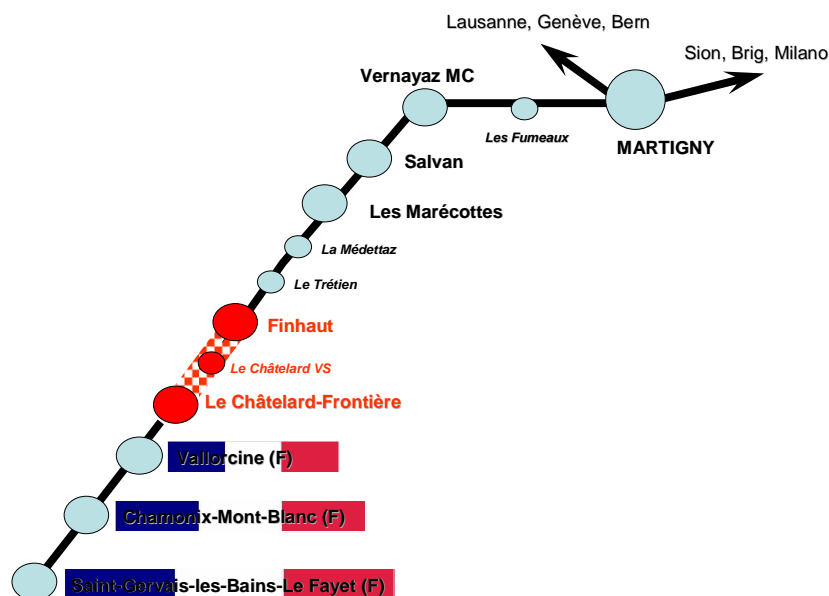 Lausanne, Genève, Bern
Sion, Brig, Milano
Vernayaz MC
Les Fumeaux
MARTIGNY
Salvan
Les Marécottes
La Médettaz
Le Trétien
Finhaut
Le Châtelard VS
Le Châtelard-Frontière
Vallorcine (F)
Chamonix-Mont-Blanc (F)
Saint-Gervais-les-Bains-Le Fayet (F)